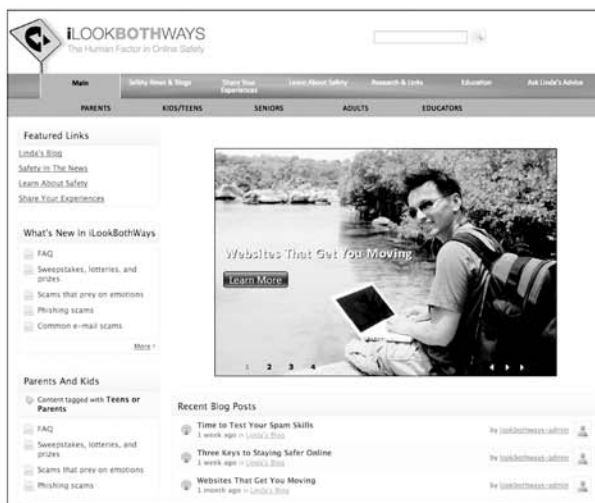 iLOOKBOTHWAYS
The Human Factor in Online Safety
Main
Safety News & Blogs
Share Your
Experiences
Learn About Safety
Research & Links
Education
Ask Linda's Advice
PARENTS
KIDS/TEENS
SENIORS
ADULTS
EDUCATORS
Featured Links
Linda's Blog
Safety In The News
Learn About Safety
Share Your Experiences
What's New in iLookBothWays
FAQ
Sweepstakes, lotteries, and
prizes
Scams that prey on emotions
Phishing scams
Common e-mail scams
More
Parents And Kids
Content tagged with Teens or
Parents
FAQ
Sweepstakes, lotteries, and
prizes
Scams that prey on emotions
Phishing scams
Websites That Get You Moving
Learn More
1 2 3 4
Recent Blog Posts
Time to Test Your Spam Skills
1 week ago in Linda's Blog
by lookbothways-admin
Three Keys to Staying Safer Online
1 week ago in Linda's Blog
by lookbothways-admin
Websites That Get You Moving
1 month ago in Linda's Blog
by lookbothways-admin